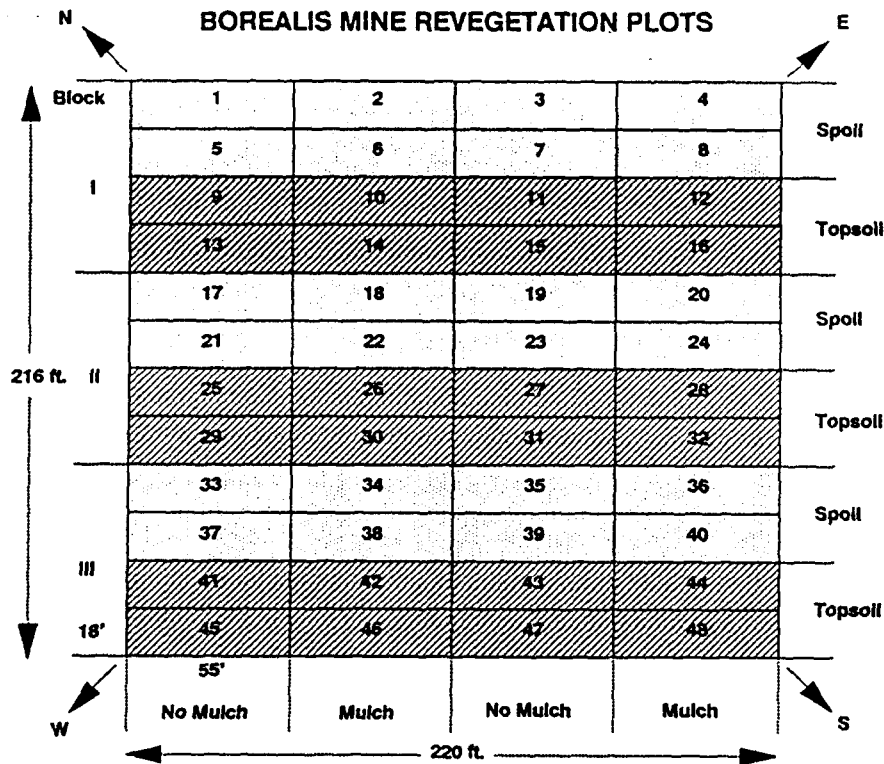 N BOREALIS MINE REVEGETATION PLOTS E
Block 1 2 3 4
Spoil
5 6 7 8
I 9 10 11 12
Topsoil
13 14 15 16
17 18 19 20
Spoil
21 22 23 24
216 ft. II 25 26 27 28
Topsoil
29 30 31 32
33 34 35 36
Spoil
37 38 39 40
III 41 42 43 44
Topsoil
18' 45 46 47 48
55'
W No Mulch Mulch No Mulch Mulch S
220 ft.